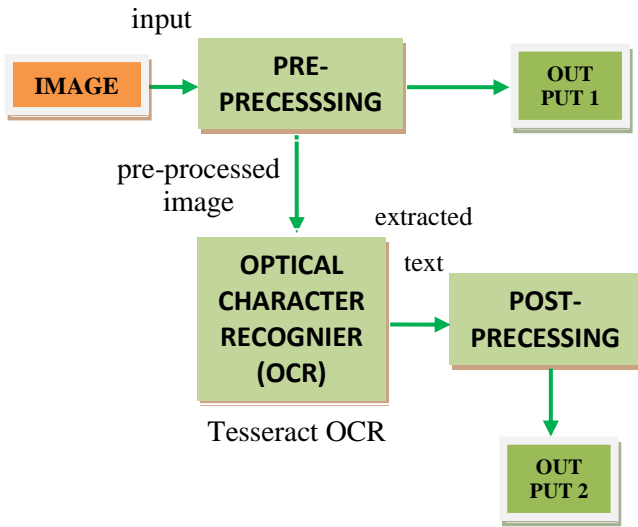 input
IMAGE
PRE-
PRECESSSING
OUT
PUT 1
pre-processed
image
extracted
text
OPTICAL
CHARACTER
RECOGNIER
(OCR)
POST-
PRECESSING
Tesseract OCR
OUT
PUT 2